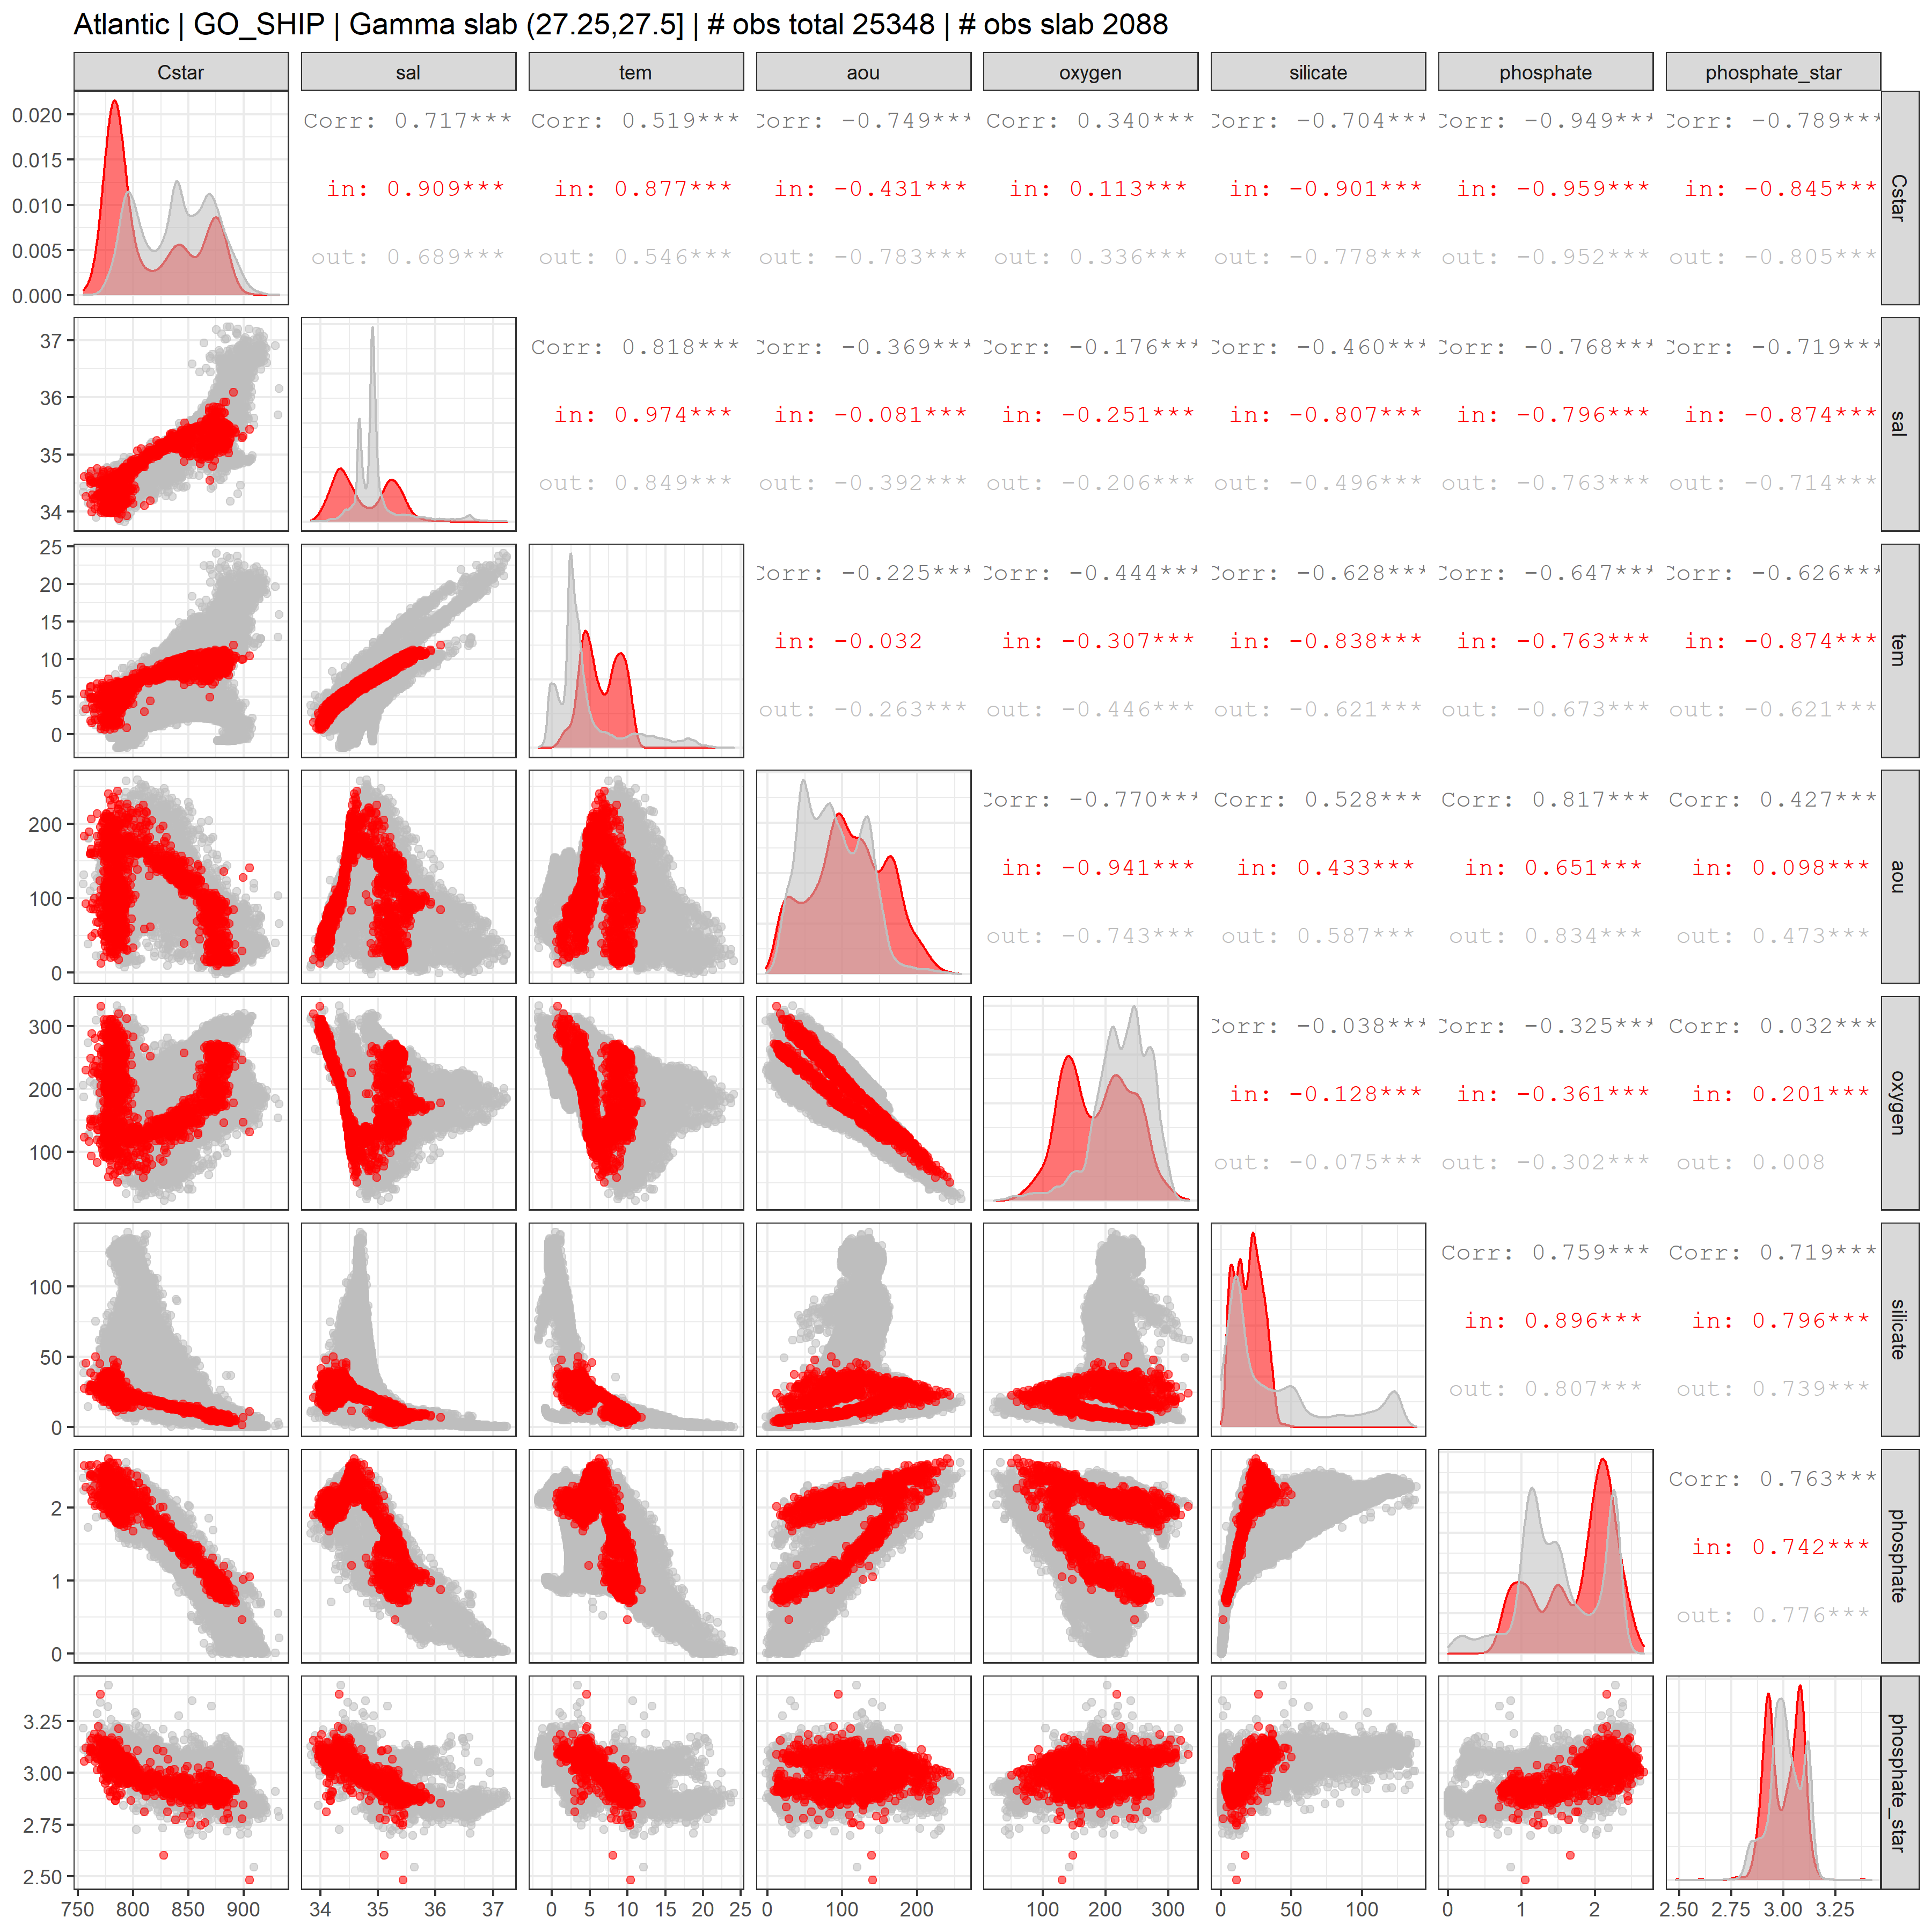 Atlantic | GO_SHIP | Gamma slab (27.25,27.5] | # obs total 25348 | # obs slab 2088
Cstar sal tem aou oxygen silicate phosphate phosphate_star
0.020
0.015
0.010
0.005
0.000
Corr: 0.717*** Corr: 0.519*** Corr: -0.749*** Corr: 0.340*** Corr: -0.704*** Corr: -0.949*** Corr: -0.789***
in: 0.909*** in: 0.877*** in: -0.431*** in: 0.113*** in: -0.901*** in: -0.959*** in: -0.845***
out: 0.689*** out: 0.546*** out: -0.783*** out: 0.336*** out: -0.778*** out: -0.952*** out: -0.805***
Cstar
37
36
35
34
Corr: 0.818*** Corr: -0.369*** Corr: -0.176*** Corr: -0.460*** Corr: -0.768*** Corr: -0.719***
in: 0.974*** in: -0.081*** in: -0.251*** in: -0.807*** in: -0.796*** in: -0.874***
out: 0.849*** out: -0.392*** out: -0.206*** out: -0.496*** out: -0.763*** out: -0.714***
sal
25
20
15
10
5
0
Corr: -0.225*** Corr: -0.444*** Corr: -0.628*** Corr: -0.647*** Corr: -0.626***
in: -0.032 in: -0.307*** in: -0.838*** in: -0.763*** in: -0.874***
out: -0.263*** out: -0.446*** out: -0.621*** out: -0.673*** out: -0.621***
tem
200
100
0
Corr: -0.770*** Corr: 0.528*** Corr: 0.817*** Corr: 0.427***
in: -0.941*** in: 0.433*** in: 0.651*** in: 0.098***
out: -0.743*** out: 0.587*** out: 0.834*** out: 0.473***
aou
300
200
100
Corr: -0.038*** Corr: -0.325*** Corr: 0.032***
in: -0.128*** in: -0.361*** in: 0.201***
out: -0.075*** out: -0.302*** out: 0.008
oxygen
100
50
0
Corr: 0.759*** Corr: 0.719***
in: 0.896*** in: 0.796***
out: 0.807*** out: 0.739***
silicate
2
1
0
Corr: 0.763***
in: 0.742***
out: 0.776***
phosphate
3.25
3.00
2.75
2.50
phosphate_star
750 800 850 900 34 35 36 37 0 5 10 15 20 25 0 100 200 100 200 300 0 50 100 0 1 2 2.50 2.75 3.00 3.25